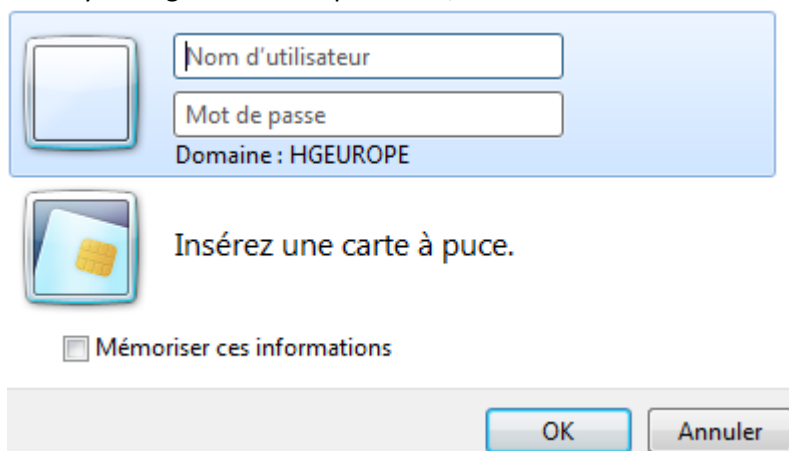 Nom d'utilisateur
Mot de passe
Domaine : HGEUROPE
Insérez une carte à puce.
Mémoriser ces informations
OK
Annuler